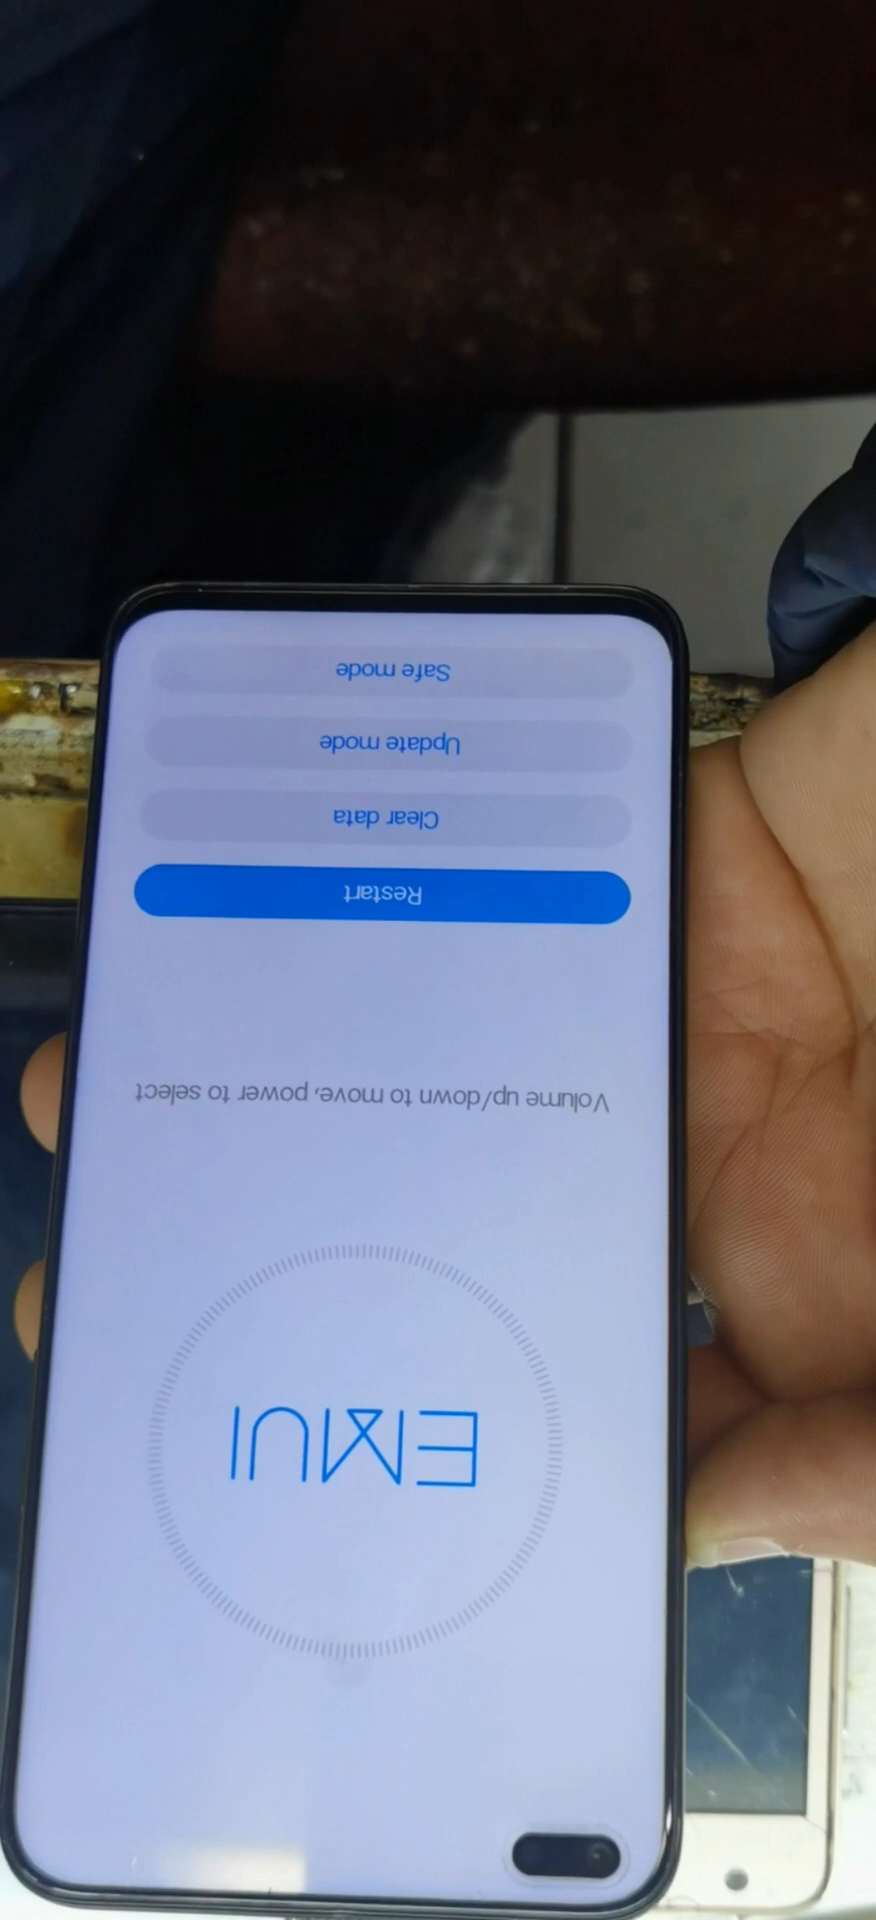 EMUI
Volume up/down to move, power to select
Restart
Clear data
Update mode
Safe mode